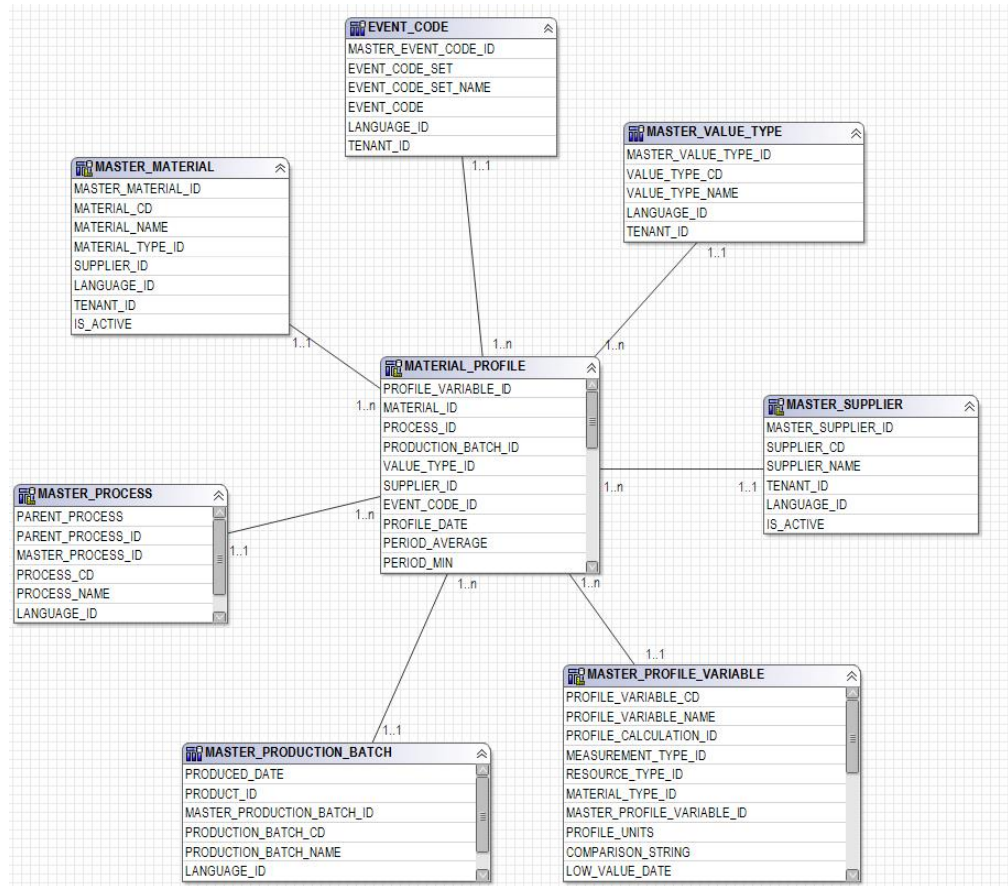 EVENT_CODE
MASTER_EVENT_CODE_ID
EVENT_CODE_SET
EVENT_CODE_SET_NAME
EVENT_CODE
LANGUAGE_ID
TENANT_ID
1..1
MASTER_VALUE_TYPE
MASTER_VALUE_TYPE_ID
VALUE_TYPE_CD
VALUE_TYPE_NAME
LANGUAGE_ID
TENANT_ID
1..1
MASTER_MATERIAL
MASTER_MATERIAL_ID
MATERIAL_CD
MATERIAL_NAME
MATERIAL_TYPE_ID
SUPPLIER_ID
LANGUAGE_ID
TENANT_ID
IS_ACTIVE
1..1
1..n
1..n
1..n
MATERIAL_PROFILE
PROFILE_VARIABLE_ID
MATERIAL_ID
PROCESS_ID
PRODUCTION_BATCH_ID
VALUE_TYPE_ID
SUPPLIER_ID
EVENT_CODE_ID
PROFILE_DATE
PERIOD_AVERAGE
PERIOD_MIN
1..n
1..1
MASTER_SUPPLIER
MASTER_SUPPLIER_ID
SUPPLIER_CD
SUPPLIER_NAME
TENANT_ID
LANGUAGE_ID
IS_ACTIVE
MASTER_PROCESS
PARENT_PROCESS
PARENT_PROCESS_ID
MASTER_PROCESS_ID
PROCESS_CD
PROCESS_NAME
LANGUAGE_ID
1..n
1..1
1..n
1..n
1..1
1..1
MASTER_PRODUCTION_BATCH
PRODUCED_DATE
PRODUCT_ID
MASTER_PRODUCTION_BATCH_ID
PRODUCTION_BATCH_CD
PRODUCTION_BATCH_NAME
LANGUAGE_ID
MASTER_PROFILE_VARIABLE
PROFILE_VARIABLE_CD
PROFILE_VARIABLE_NAME
PROFILE_CALCULATION_ID
MEASUREMENT_TYPE_ID
RESOURCE_TYPE_ID
MATERIAL_TYPE_ID
MASTER_PROFILE_VARIABLE_ID
PROFILE_UNITS
COMPARISON_STRING
LOW_VALUE_DATE